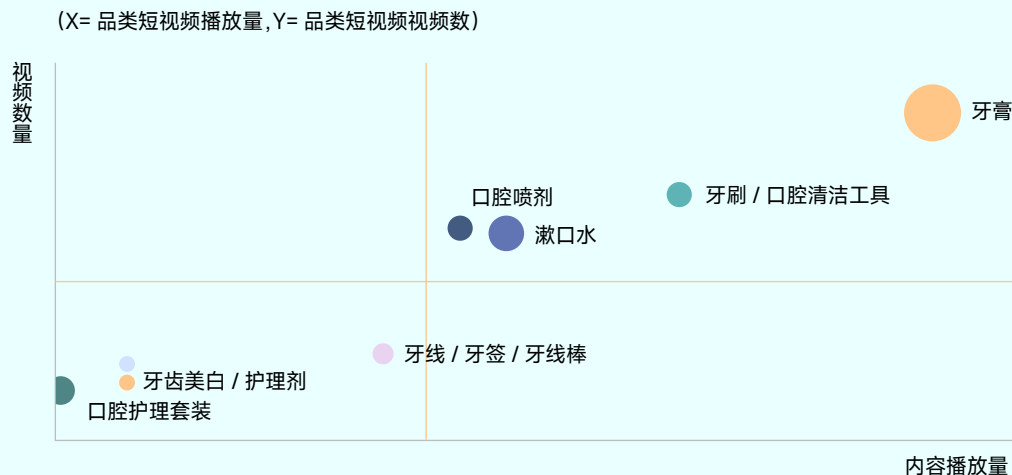 (X= 品类短视频播放量,Y= 品类短视频视频数)
视频数量
牙膏
牙刷 / 口腔清洁工具
口腔喷剂
漱口水
牙线 / 牙签 / 牙线棒
牙齿美白 / 护理剂
口腔护理套装
内容播放量